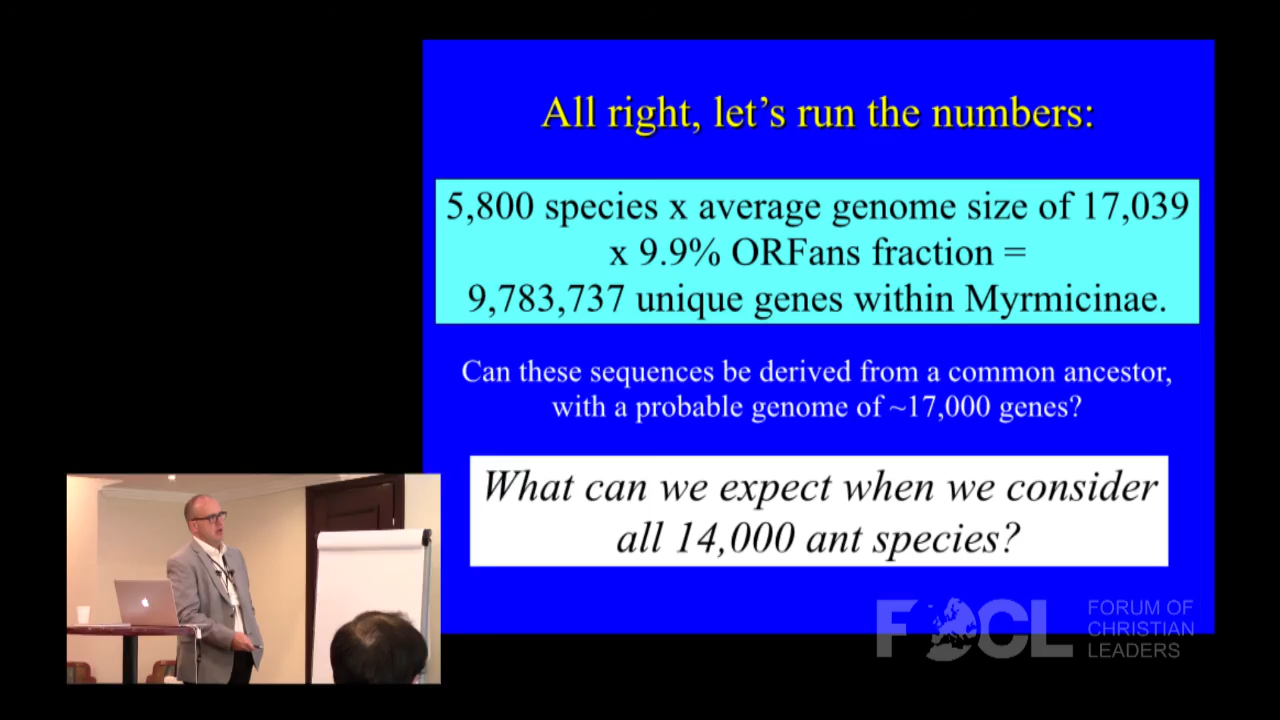 All right, let's run the numbers:
5,800 species x average genome size of 17,039
x 9.9% ORFans fraction =
9,783,737 unique genes within Myrmicinae.
Can these sequences be derived from a common ancestor,
with a probable genome of ~17,000 genes?
What can we expect when we consider
all 14,000 ant species?
FOCL
FORUM OF
CHRISTIAN
LEADERS